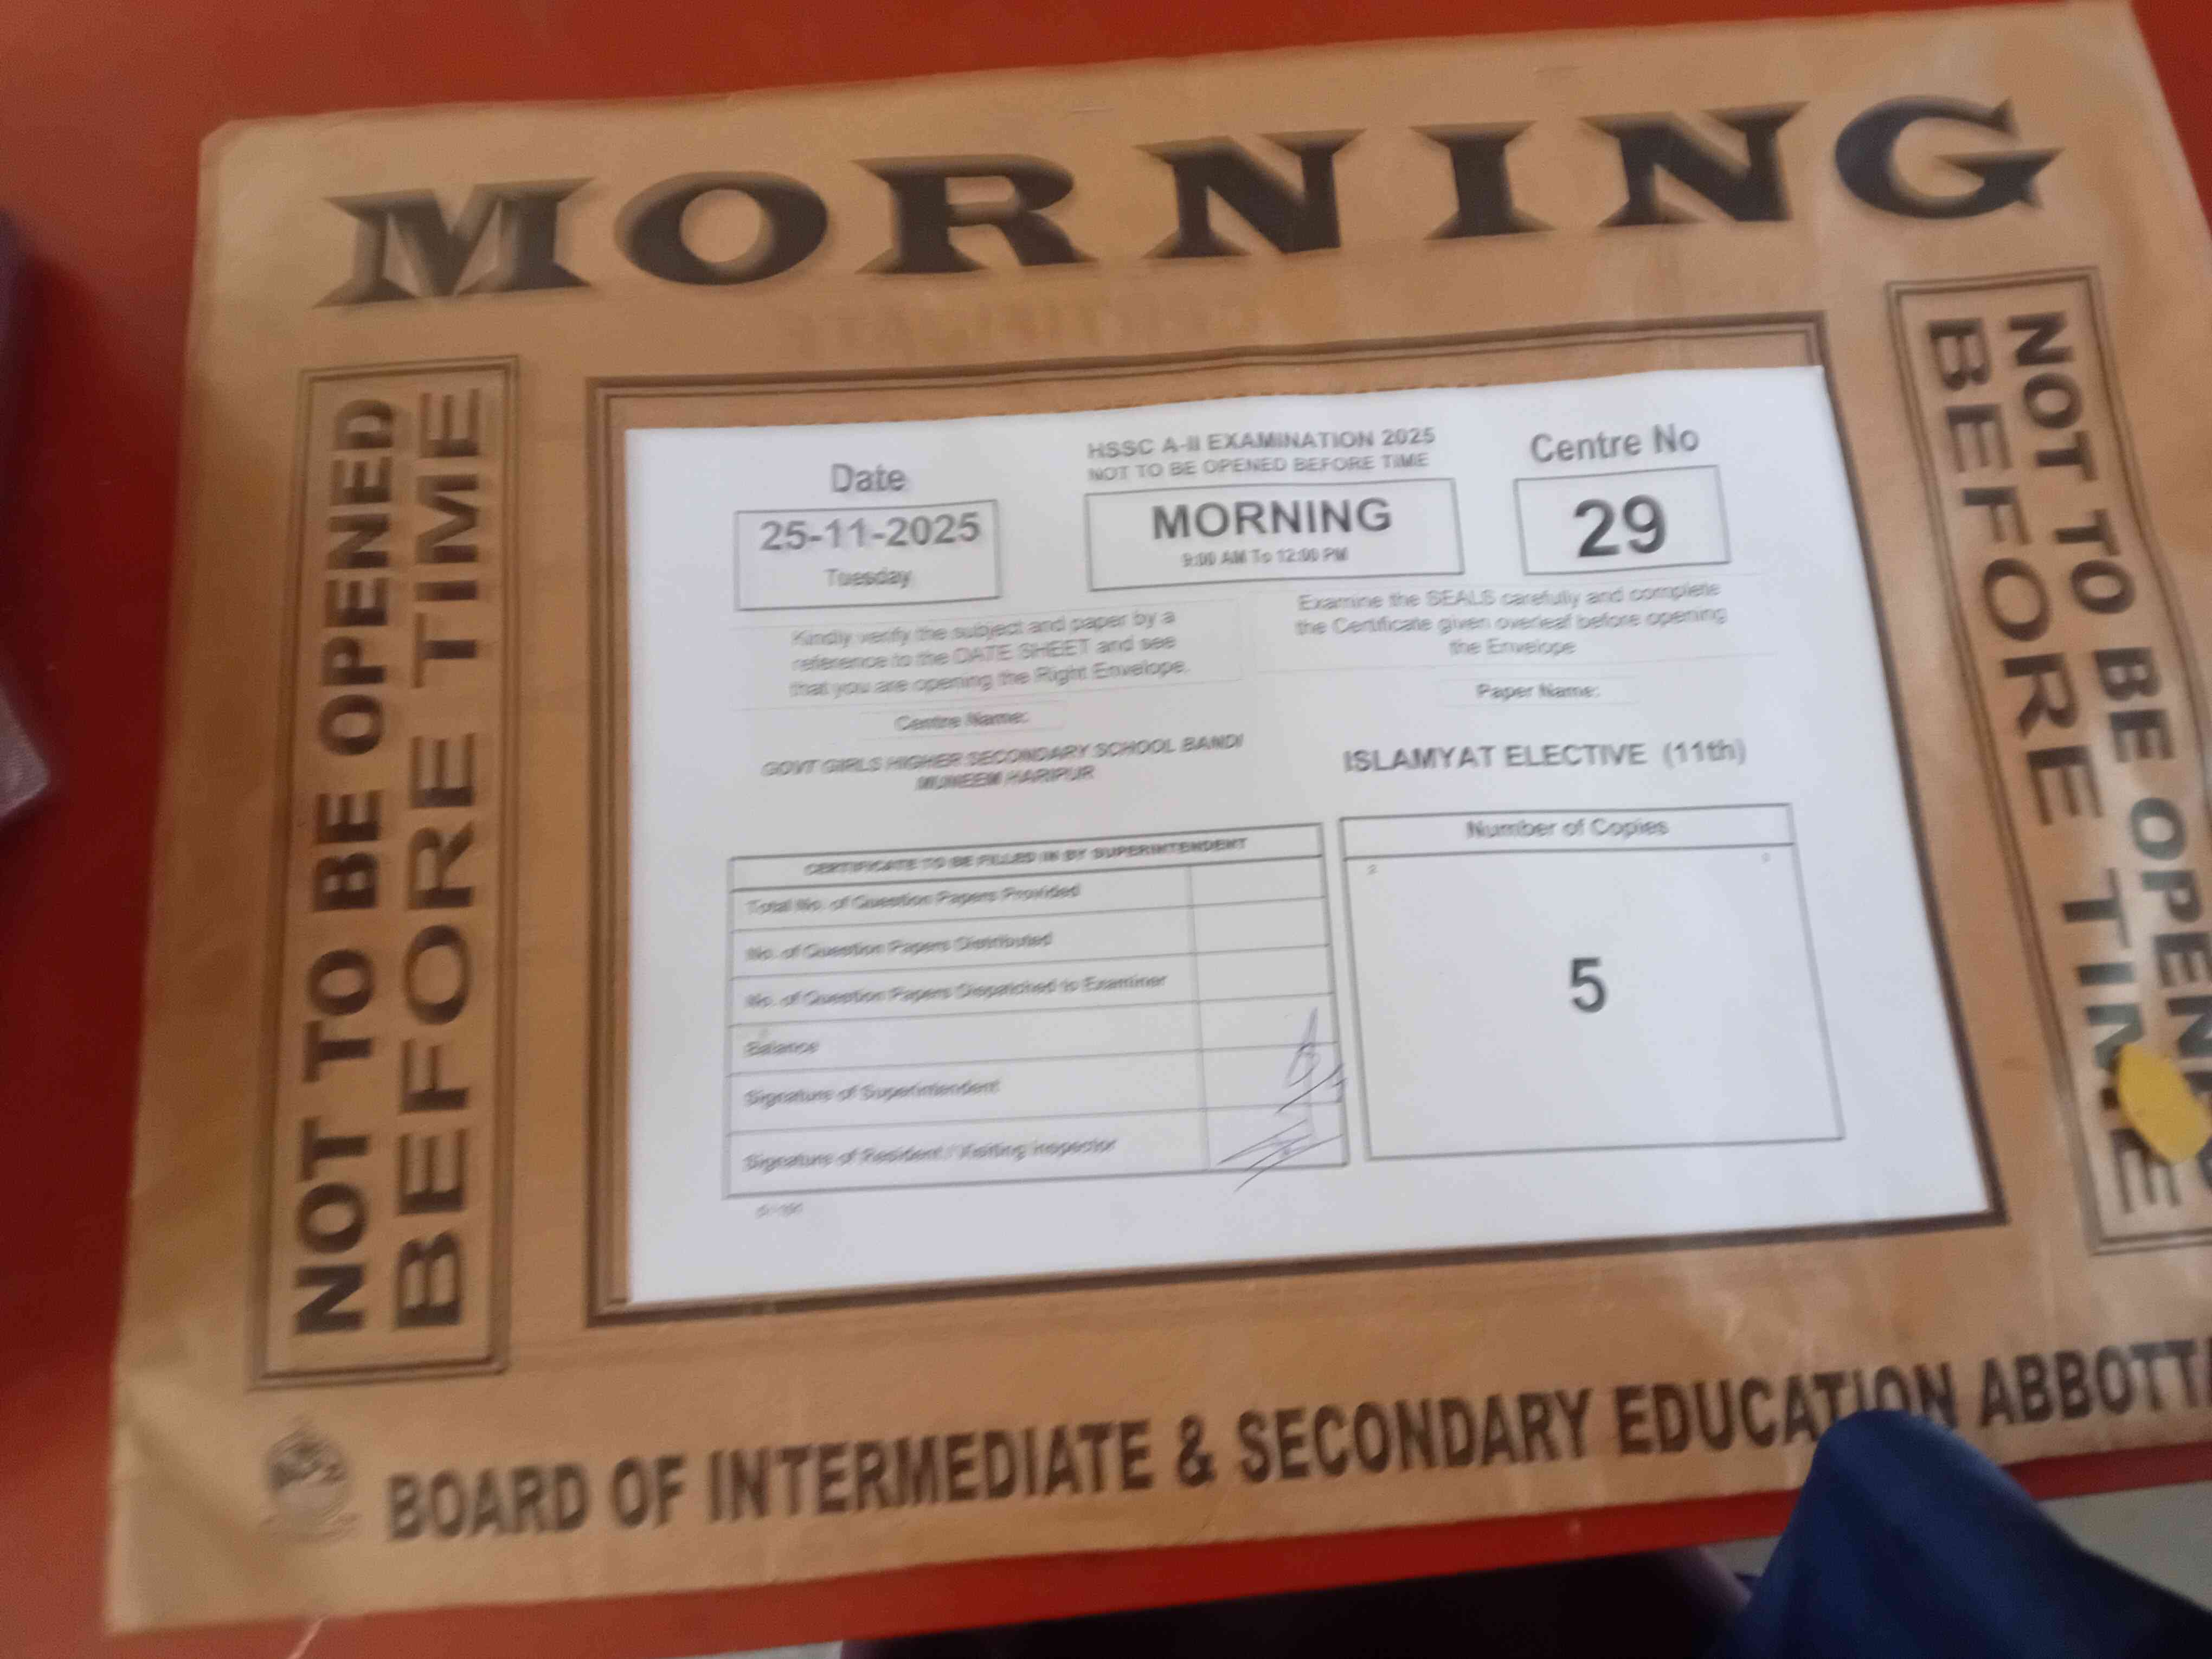 MORNING
NOT TO BE OPENED
BEFORE TIME
NOT TO BE OPENED
BEFORE TIME
Date
25-11-2025
Tuesday
HSSC A-II EXAMINATION 2025
NOT TO BE OPENED BEFORE TIME
MORNING
9:00 AM To 12:00 PM
Centre No
29
Kindly verify the subject and paper by a
reference to the DATE SHEET and see
that you are opening the Right Envelope.
Examine the SEALS carefully and complete
the Certificate given overleaf before opening
the Envelope
Centre Name:
GOVT GIRLS HIGHER SECONDARY SCHOOL BANDI
MUNEEM HARIPUR
Paper Name:
ISLAMYAT ELECTIVE (11th)
CERTIFICATE TO BE FILLED IN BY SUPERINTENDENT
Total No. of Question Papers Provided
No. of Question Papers Distributed
No. of Question Papers Dispatched to Examiner
Balance
Signature of Superintendent
Signature of Resident / Visiting Inspector
Number of Copies
5
BOARD OF INTERMEDIATE & SECONDARY EDUCATION ABBOTTA